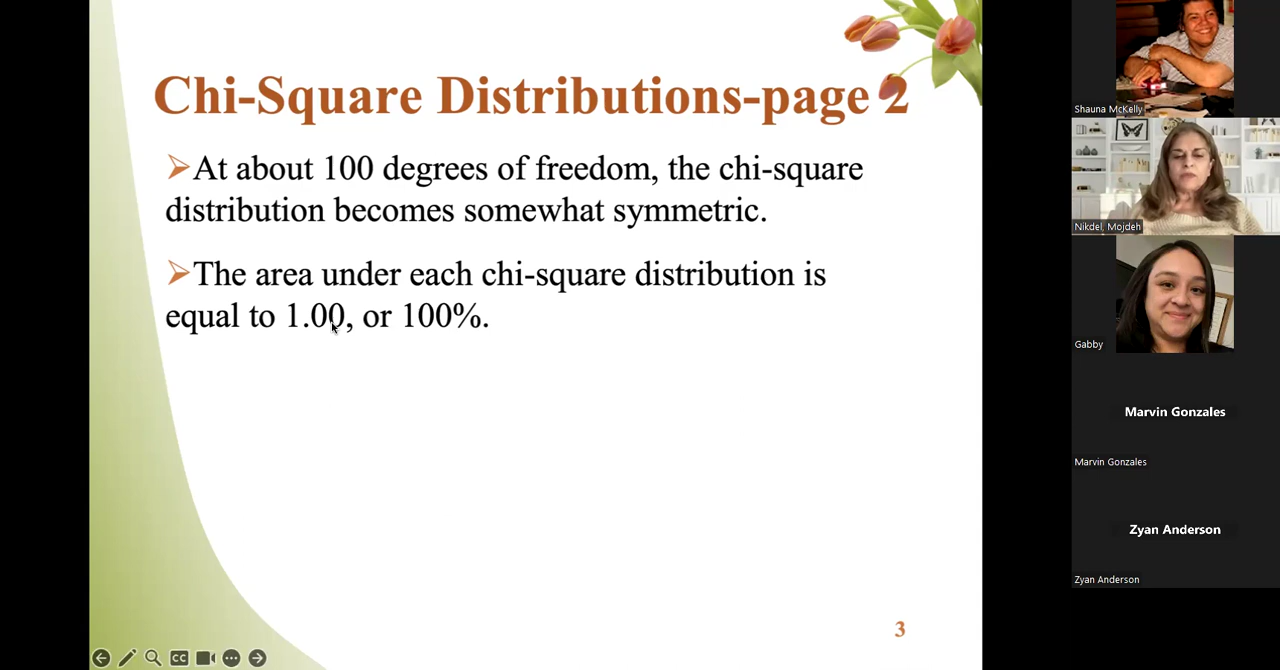 Chi-Square Distributions-page 2
➢At about 100 degrees of freedom, the chi-square
distribution becomes somewhat symmetric.
➢The area under each chi-square distribution is
equal to 1.00, or 100%.
3
CC
Shauna McKelly
Nikdel, Mojdeh
Gabby
Marvin Gonzales
Marvin Gonzales
Zyan Anderson
Zyan Anderson